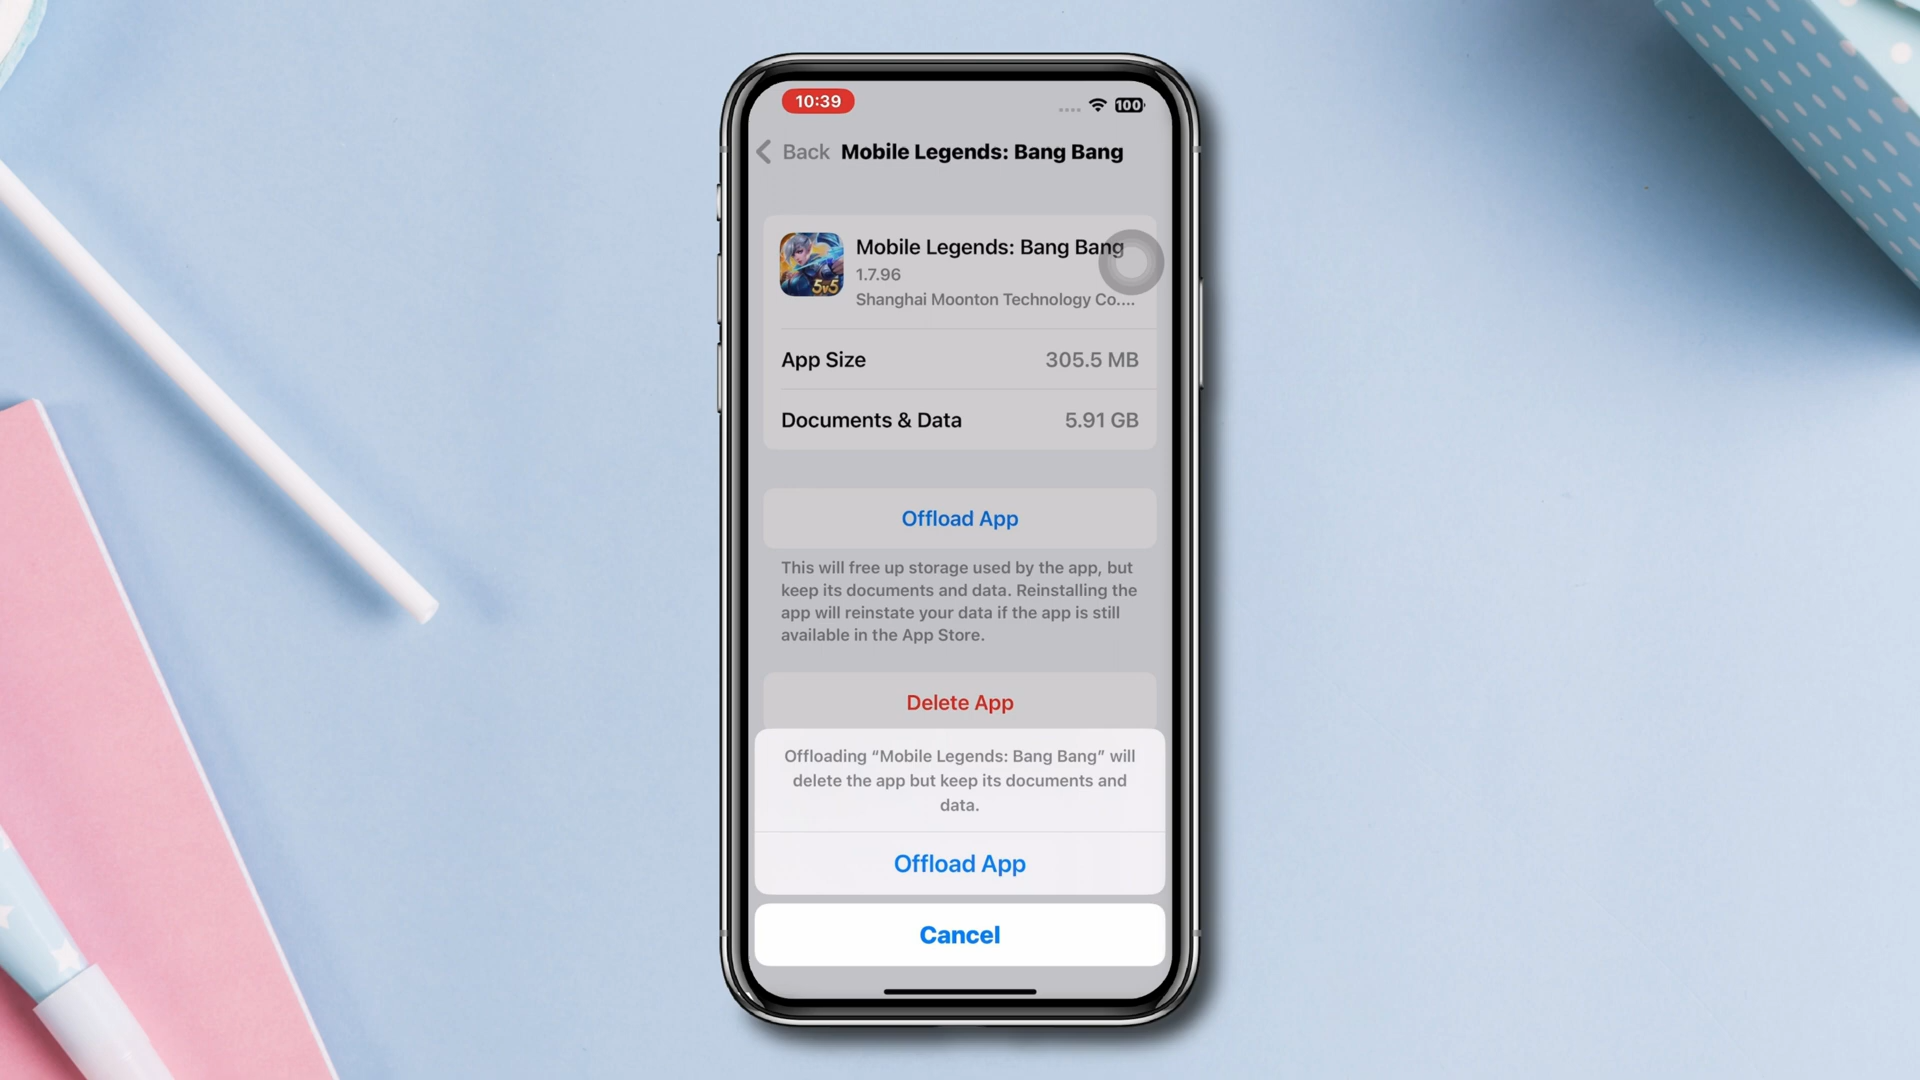 10:39
100
Back Mobile Legends: Bang Bang
5v5
Mobile Legends: Bang Bang
1.7.96
Shanghai Moonton Technology Co....
App Size 305.5 MB
Documents & Data 5.91 GB
Offload App
This will free up storage used by the app, but
keep its documents and data. Reinstalling the
app will reinstate your data if the app is still
available in the App Store.
Delete App
Offloading “Mobile Legends: Bang Bang” will
delete the app but keep its documents and
data.
Offload App
Cancel